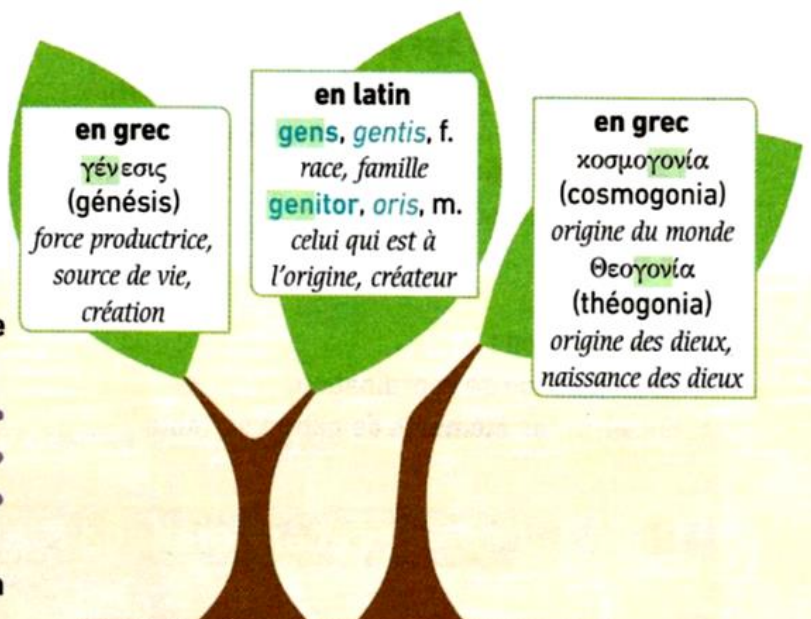 en grec
γένεσις
(génésis)
force productrice,
source de vie,
création
en latin
gens, gentis, f.
race, famille
genitor, oris, m.
celui qui est à
l'origine, créateur
en grec
κοσμογονία
(cosmogonia)
origine du monde
Θεογονία
(théogonia)
origine des dieux,
naissance des dieux